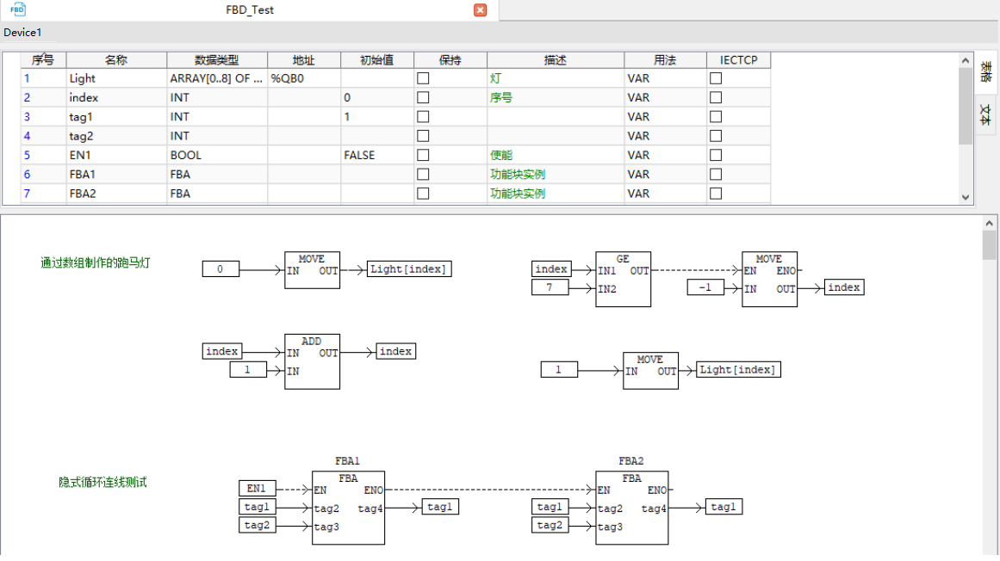 FBD FBD_Test
Device1
序号 名称 数据类型 地址 初始值 保持 描述 用法 IECTCP
1 Light ARRAY[0..8] OF ... %QB0 灯 VAR
2 index INT 0 序号 VAR
3 tag1 INT 1 VAR
4 tag2 INT VAR
5 EN1 BOOL FALSE 使能 VAR
6 FBA1 FBA 功能块实例 VAR
7 FBA2 FBA 功能块实例 VAR
表格
文本
通过数组制作的跑马灯
0 MOVE IN OUT Light[index]
index 7 GE IN1 OUT IN2
-1 MOVE EN ENO IN OUT index
index 1 ADD IN OUT IN index
1 MOVE IN OUT Light[index]
隐式循环连线测试
FBA1
EN1 tag1 tag2 FBA EN ENO tag2 tag4 tag3 tag1
FBA2
tag1 tag2 FBA EN ENO tag2 tag4 tag3 tag1